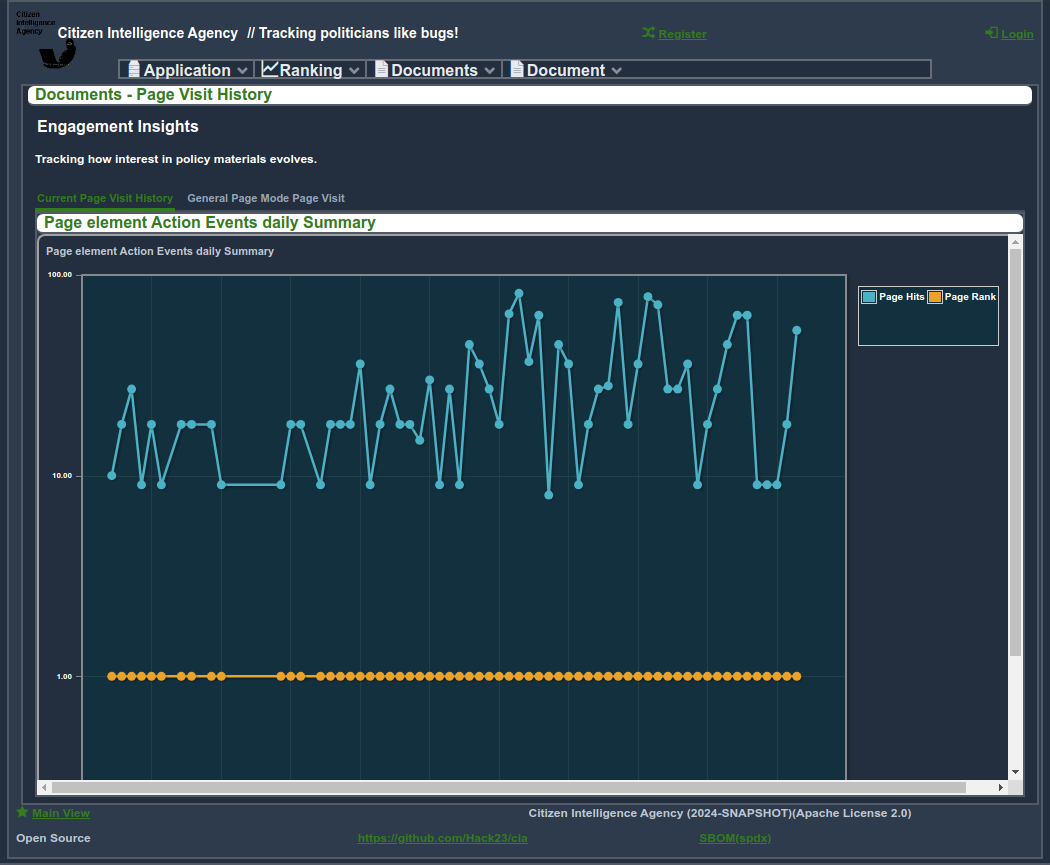 Citizen
Intelligence
Agency
Citizen Intelligence Agency // Tracking politicians like bugs!
Register
Login
Application
Ranking
Documents
Document
Documents - Page Visit History
Engagement Insights
Tracking how interest in policy materials evolves.
Current Page Visit History
General Page Mode Page Visit
Page element Action Events daily Summary
Page element Action Events daily Summary
100.00
10.00
1.00
Page Hits
Page Rank
Main View
Citizen Intelligence Agency (2024-SNAPSHOT)(Apache License 2.0)
Open Source
https://github.com/Hack23/cia
SBOM(spdx)